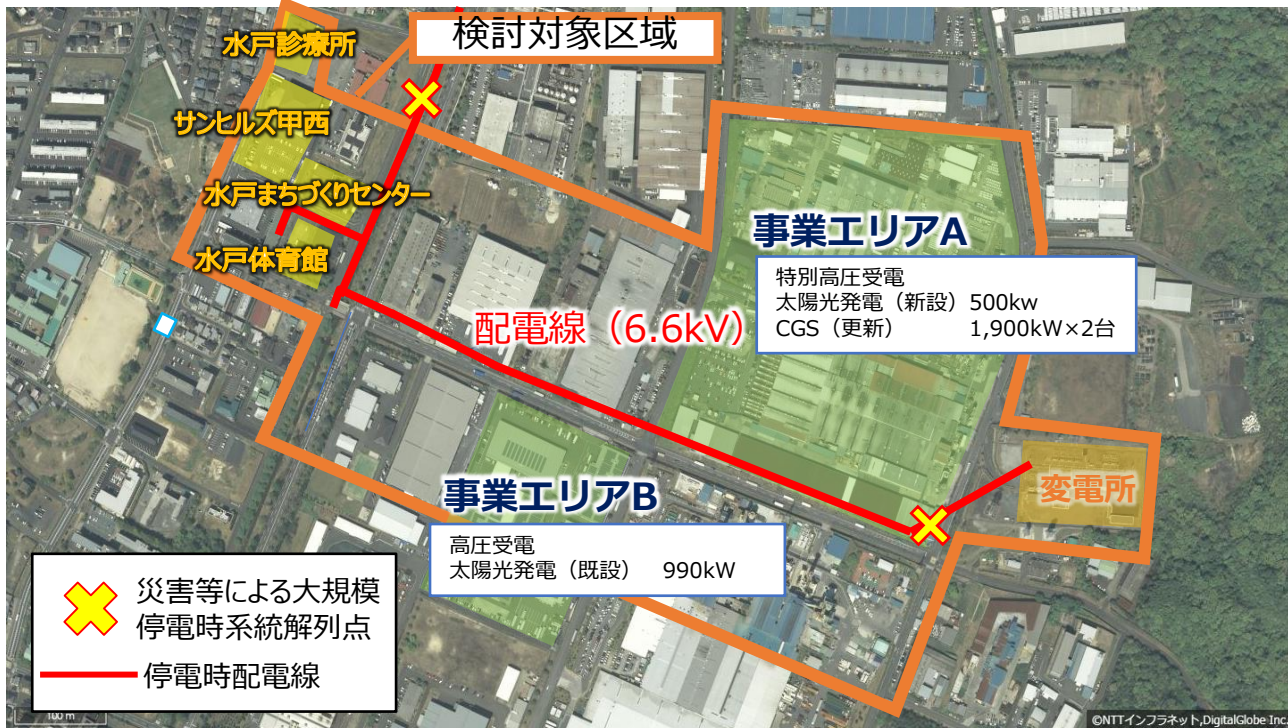 検討対象区域
水戸診療所
サンヒルズ甲西
水戸まちづくりセンター
水戸体育館
事業エリアA
特別高圧受電
太陽光発電（新設）500kw
CGS（更新） 1,900kW×2台
配電線（6.6kV）
変電所
事業エリアB
高圧受電
太陽光発電（既設） 990kW
災害等による大規模
停電時系統解列点
停電時配電線
100 m
©NTTインフラネット,DigitalGlobe Inc.